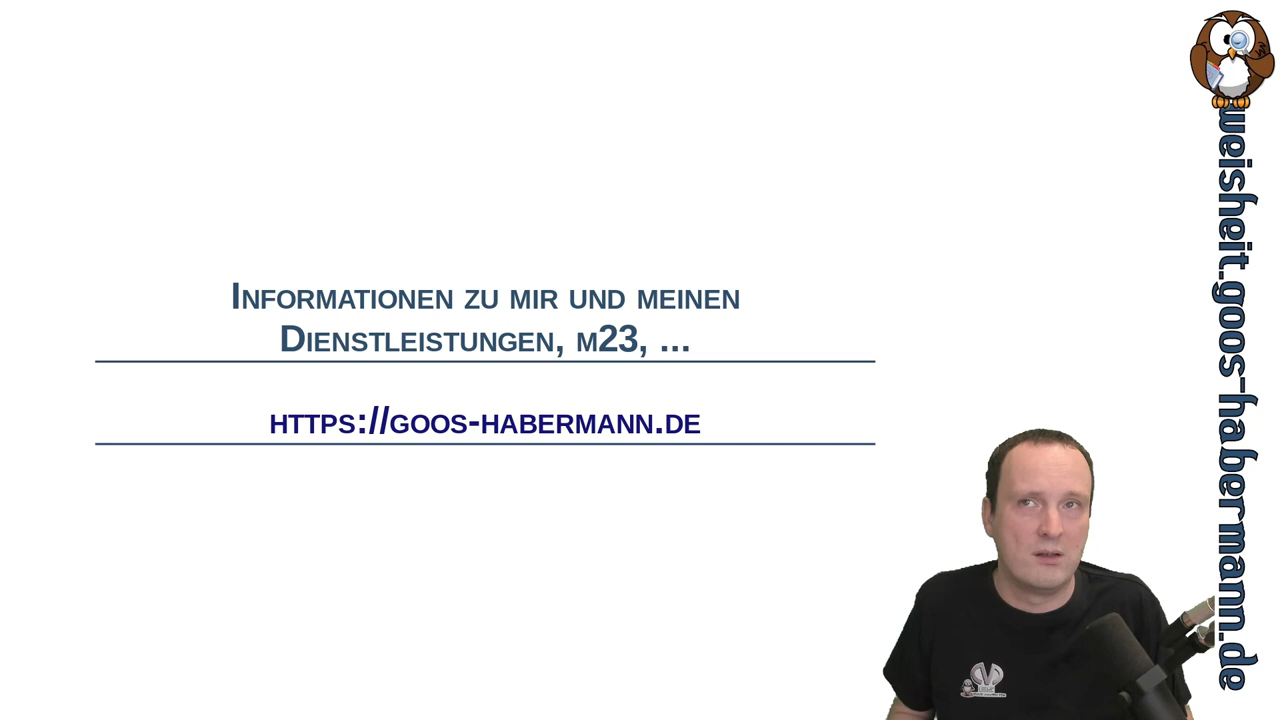 Informationen zu mir und meinen
Dienstleistungen, m23, ...
https://goos-habermann.de
weisheit.goos-habermann.de